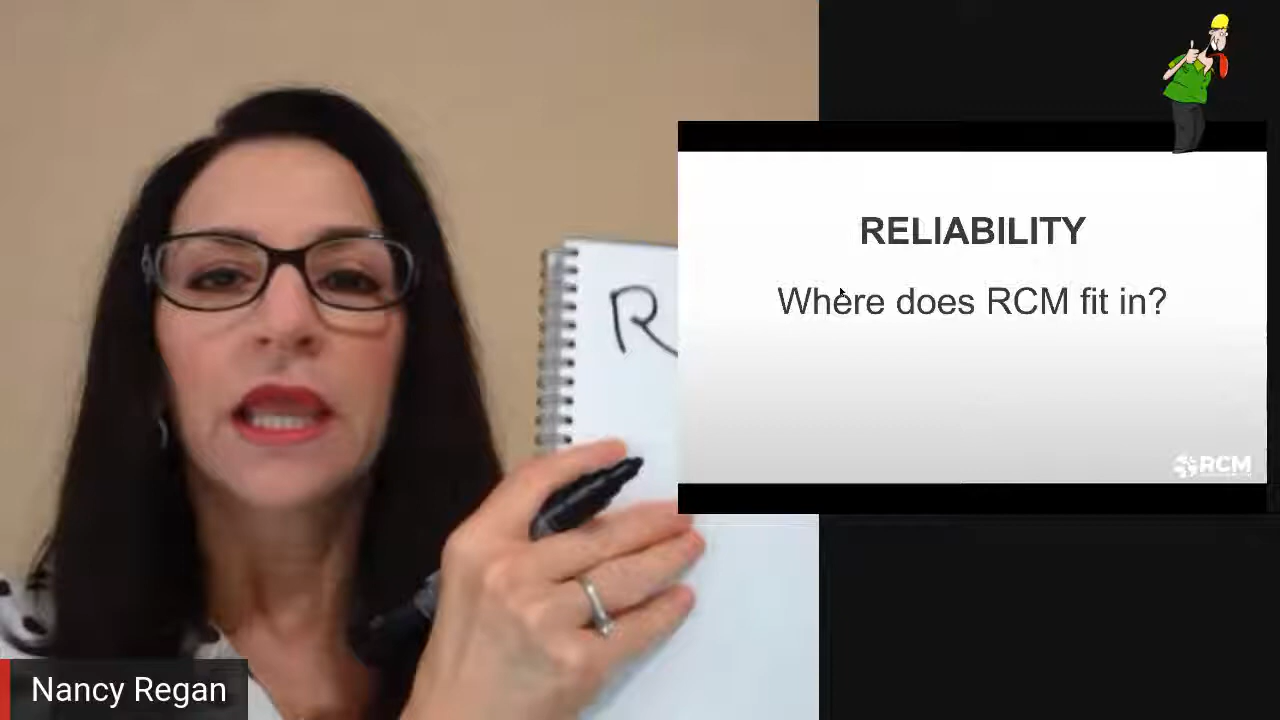 R
RELIABILITY
Where does RCM fit in?
RCM
Nancy Regan